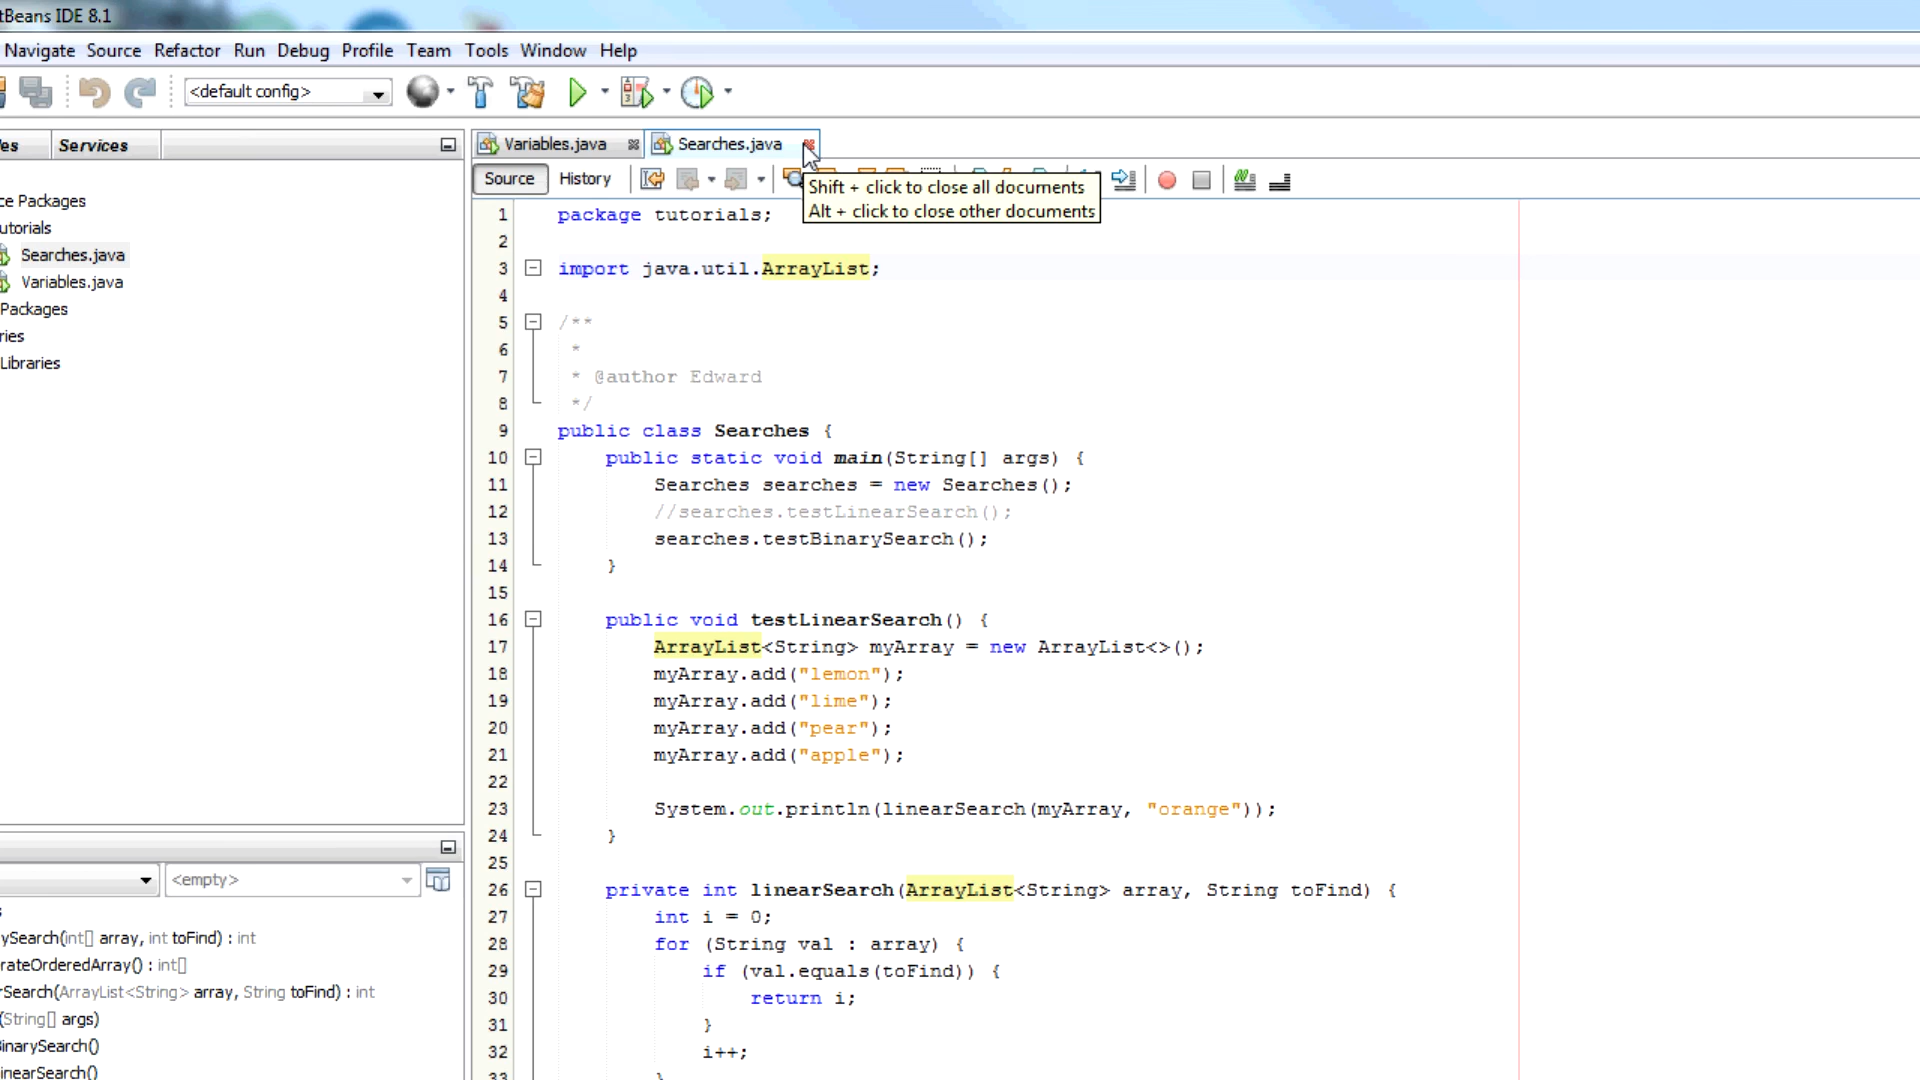 tBeans IDE 8.1
Navigate Source Refactor Run Debug Profile Team Tools Window Help
<default config>
es Services
Variables.java Searches.java
Source History
Shift + click to close all documents
Alt + click to close other documents
ce Packages
utorials
Searches.java
Variables.java
Packages
ries
Libraries
1 package tutorials;
2
3 import java.util.ArrayList;
4
5 /**
6 *
7 * @author Edward
8 */
9 public class Searches {
10 public static void main(String[] args) {
11 Searches searches = new Searches();
12 //searches.testLinearSearch();
13 searches.testBinarySearch();
14 }
15
16 public void testLinearSearch() {
17 ArrayList<String> myArray = new ArrayList<>();
18 myArray.add("lemon");
19 myArray.add("lime");
20 myArray.add("pear");
21 myArray.add("apple");
22
23 System.out.println(linearSearch(myArray, "orange"));
24 }
25
26 private int linearSearch(ArrayList<String> array, String toFind) {
27 int i = 0;
28 for (String val : array) {
29 if (val.equals(toFind)) {
30 return i;
31 }
32 i++;
33 }
<empty>
s
ySearch(int[] array, int toFind) : int
rateOrderedArray() : int[]
rSearch(ArrayList<String> array, String toFind) : int
(String[] args)
BinarySearch()
inearSearch()